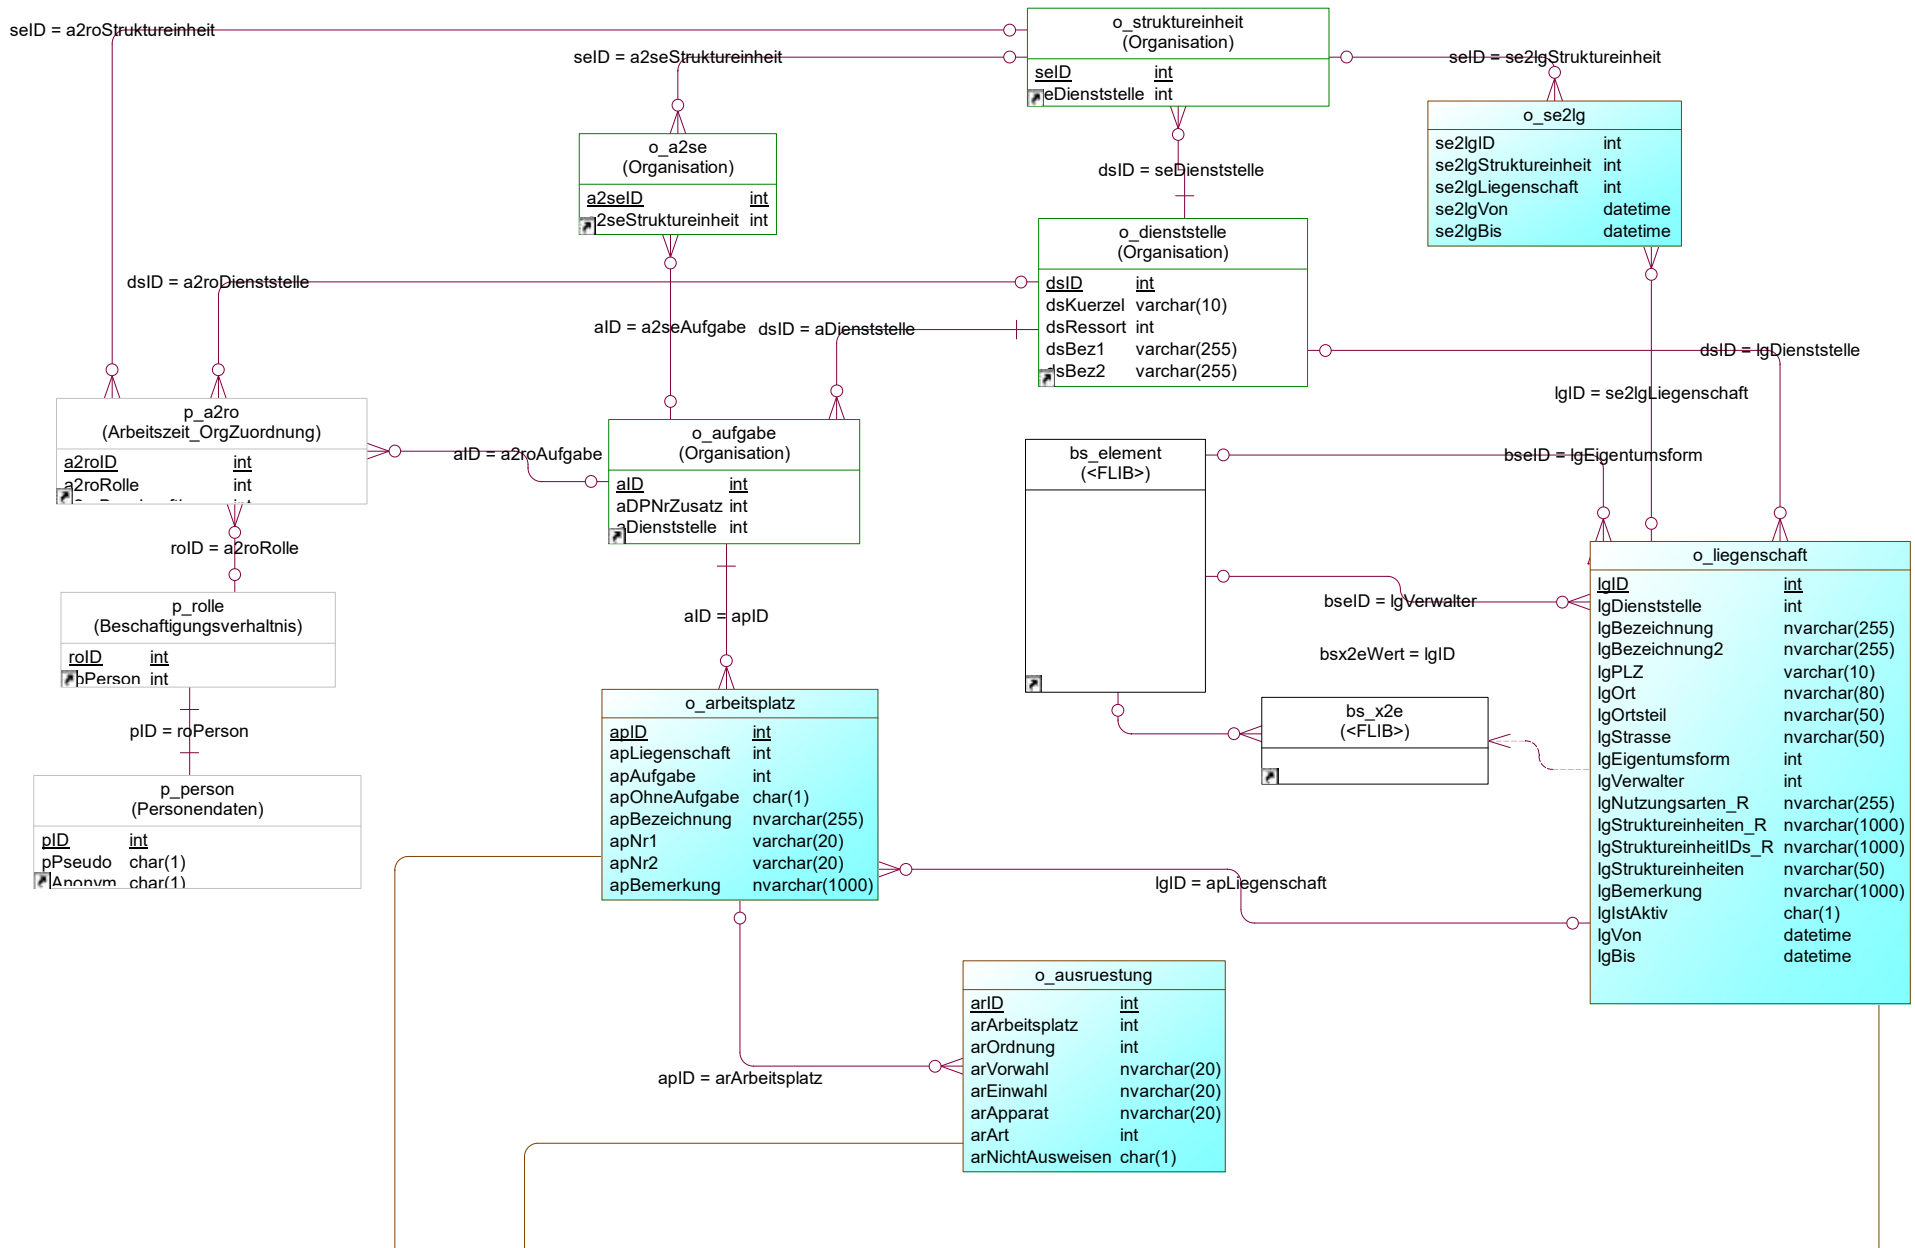 seID = a2roStruktureinheit
seID = a2seStruktureinheit
o_struktureinheit
(Organisation)
seID int
eDienststelle int
seID = se2lgStruktureinheit
o_se2lg
se2lgID int
se2lgStruktureinheit int
se2lgLiegenschaft int
se2lgVon datetime
se2lgBis datetime
o_a2se
(Organisation)
a2seID int
2seStruktureinheit int
dsID = seDienststelle
o_dienststelle
(Organisation)
dsID int
dsKuerzel varchar(10)
dsRessort int
dsBez1 varchar(255)
sBez2 varchar(255)
dsID = a2roDienststelle
aID = a2seAufgabe
dsID = aDienststelle
dsID = lgDienststelle
lgID = se2lgLiegenschaft
p_a2ro
(Arbeitszeit_OrgZuordnung)
a2roID int
a2roRolle int
aID = a2roAufgabe
o_aufgabe
(Organisation)
aID int
aDPNrZusatz int
aDienststelle int
bs_element
(<FLIB>)
bseID = lgEigentumsform
roID = a2roRolle
p_rolle
(Beschaftigungsverhaltnis)
roID int
Person int
aID = apID
bseID = lgVerwalter
bsx2eWert = lgID
bs_x2e
(<FLIB>)
o_liegenschaft
lgID int
lgDienststelle int
lgBezeichnung nvarchar(255)
lgBezeichnung2 nvarchar(255)
lgPLZ varchar(10)
lgOrt nvarchar(80)
lgOrtsteil nvarchar(50)
lgStrasse nvarchar(50)
lgEigentumsform int
lgVerwalter int
lgNutzungsarten_R nvarchar(255)
lgStruktureinheiten_R nvarchar(1000)
lgStruktureinheitIDs_R nvarchar(1000)
lgStruktureinheiten nvarchar(50)
lgBemerkung nvarchar(1000)
lgIstAktiv char(1)
lgVon datetime
lgBis datetime
pID = roPerson
p_person
(Personendaten)
pID int
pPseudo char(1)
Anonym char(1)
o_arbeitsplatz
apID int
apLiegenschaft int
apAufgabe int
apOhneAufgabe char(1)
apBezeichnung nvarchar(255)
apNr1 varchar(20)
apNr2 varchar(20)
apBemerkung nvarchar(1000)
lgID = apLiegenschaft
apID = arArbeitsplatz
o_ausruestung
arID int
arArbeitsplatz int
arOrdnung int
arVorwahl nvarchar(20)
arEinwahl nvarchar(20)
arApparat nvarchar(20)
arArt int
arNichtAusweisen char(1)